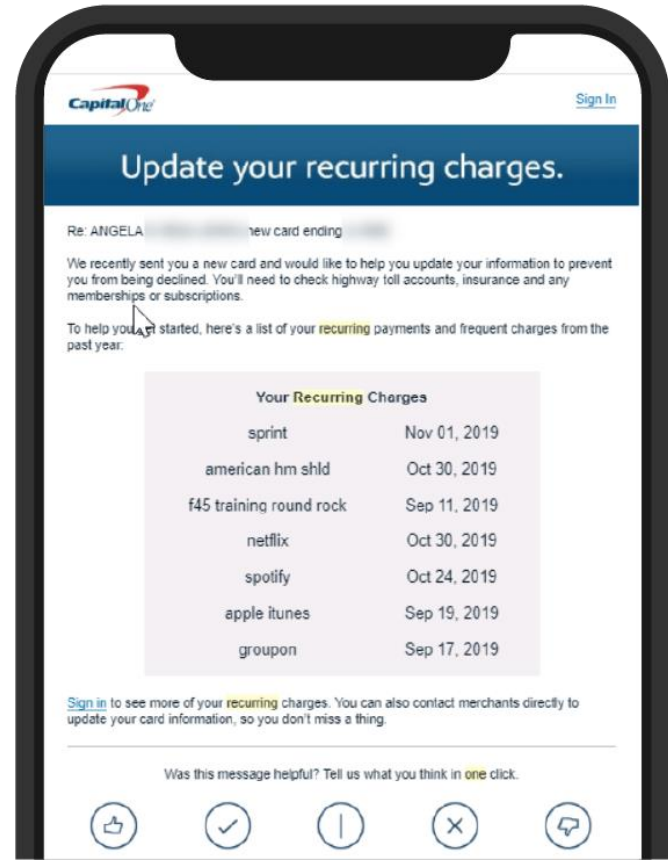 Capital One
Sign In
Update your recurring charges.
Re: ANGELA new card ending
We recently sent you a new card and would like to help you update your information to prevent
you from being declined. You'll need to check highway toll accounts, insurance and any
memberships or subscriptions.
To help you started, here's a list of your recurring payments and frequent charges from the
past year:
Your Recurring Charges
sprint Nov 01, 2019
american hm shld Oct 30, 2019
f45 training round rock Sep 11, 2019
netflix Oct 30, 2019
spotify Oct 24, 2019
apple itunes Sep 19, 2019
groupon Sep 17, 2019
Sign in to see more of your recurring charges. You can also contact merchants directly to
update your card information, so you don't miss a thing.
Was this message helpful? Tell us what you think in one click.